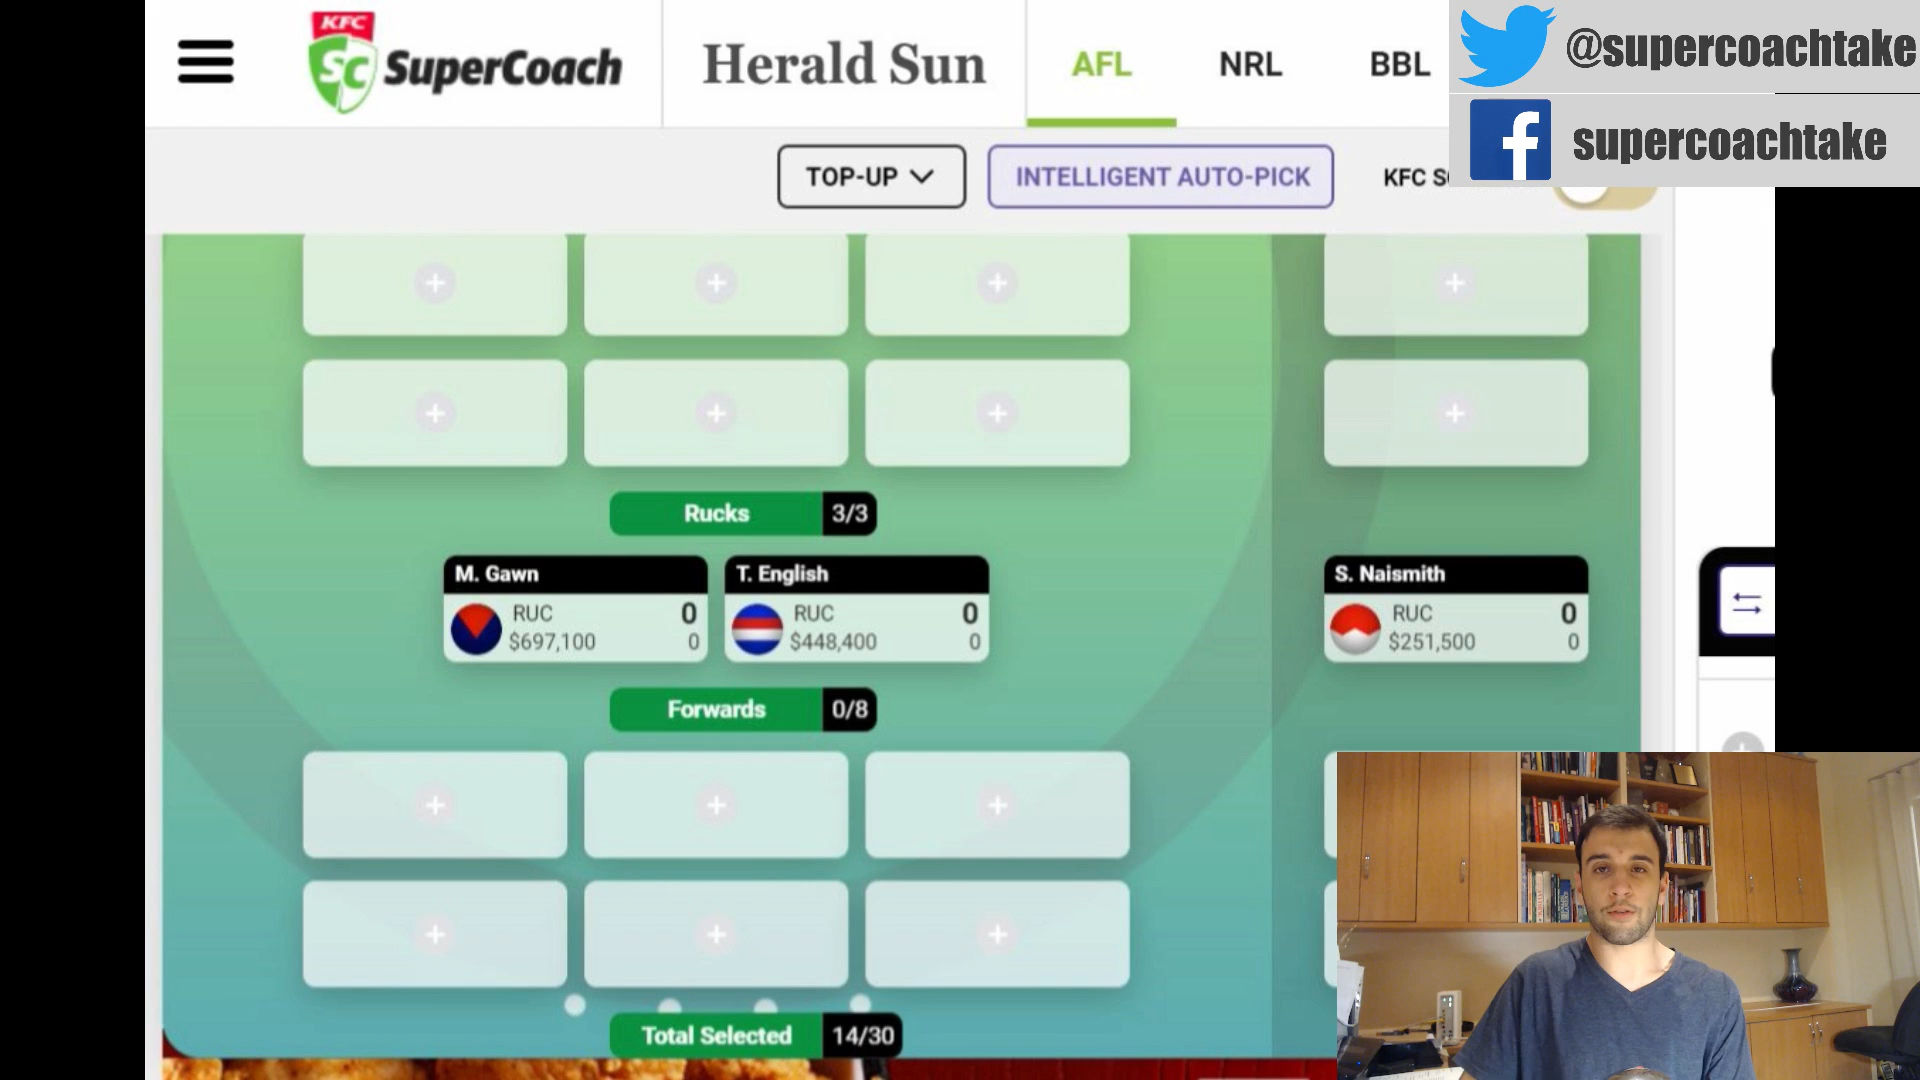 KFC
SC SuperCoach
Herald Sun
AFL
NRL
BBL
@supercoachtake
f supercoachtake
TOP-UP
INTELLIGENT AUTO-PICK
KFC
Rucks 3/3
M. Gawn
RUC 0
$697,100 0
T. English
RUC 0
$448,400 0
S. Naismith
RUC 0
$251,500 0
Forwards 0/8
Total Selected 14/30